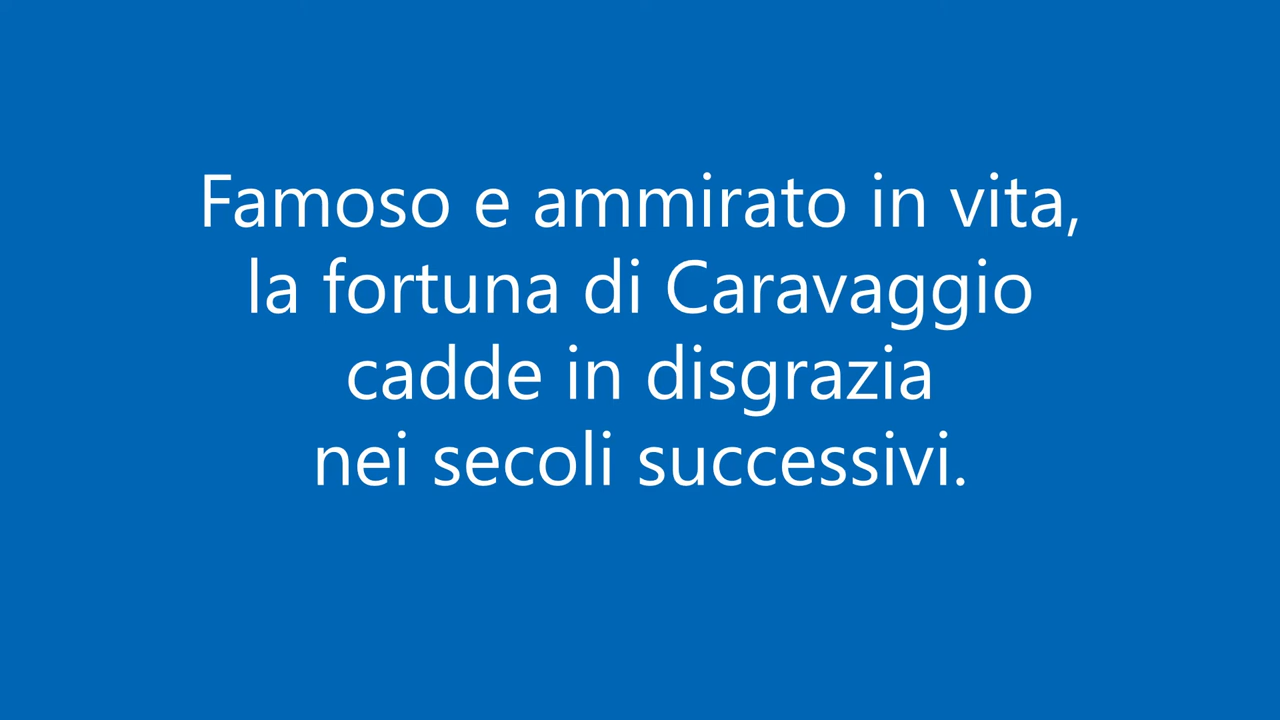 Famoso e ammirato in vita,
la fortuna di Caravaggio
cadde in disgrazia
nei secoli successivi.